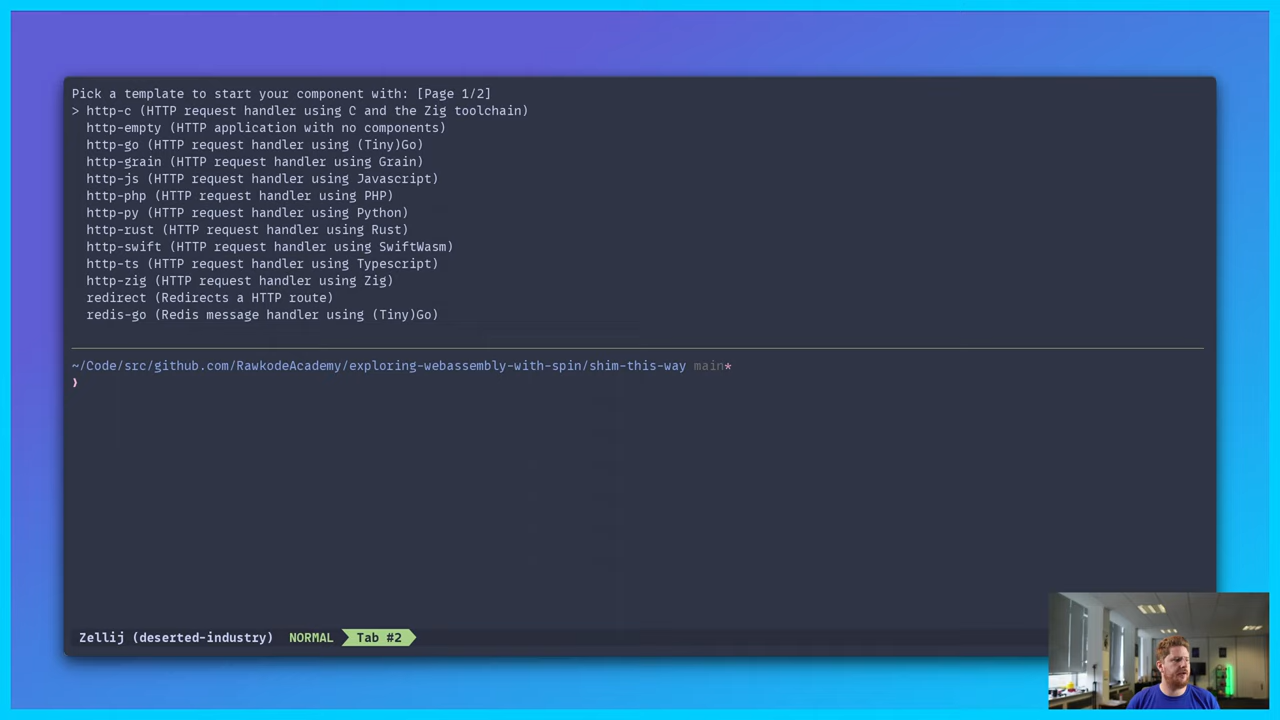 Pick a template to start your component with: [Page 1/2]
> http-c (HTTP request handler using C and the Zig toolchain)
http-empty (HTTP application with no components)
http-go (HTTP request handler using (Tiny)Go)
http-grain (HTTP request handler using Grain)
http-js (HTTP request handler using Javascript)
http-php (HTTP request handler using PHP)
http-py (HTTP request handler using Python)
http-rust (HTTP request handler using Rust)
http-swift (HTTP request handler using SwiftWasm)
http-ts (HTTP request handler using Typescript)
http-zig (HTTP request handler using Zig)
redirect (Redirects a HTTP route)
redis-go (Redis message handler using (Tiny)Go)
~/Code/src/github.com/RawkodeAcademy/exploring-webassembly-with-spin/shim-this-way main*
❯
Zellij (deserted-industry) NORMAL Tab #2